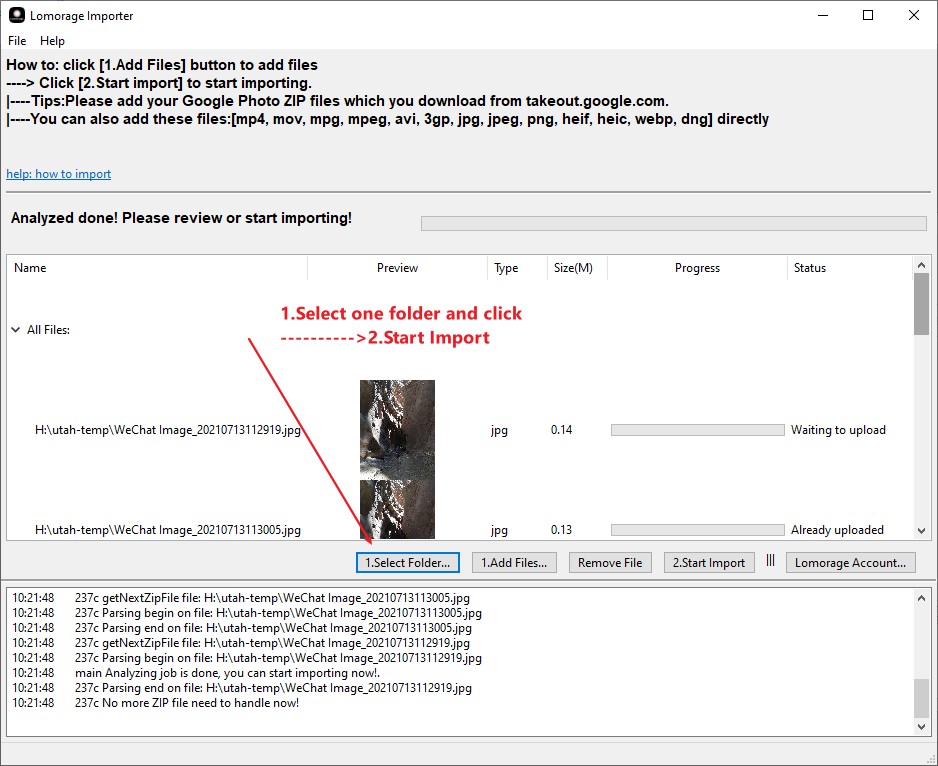 Lomorage Importer
File Help
How to: click [1.Add Files] button to add files
----> Click [2.Start import] to start importing.
|----Tips:Please add your Google Photo ZIP files which you download from takeout.google.com.
|----You can also add these files:[mp4, mov, mpg, mpeg, avi, 3gp, jpg, jpeg, png, heif, heic, webp, dng] directly
help: how to import
Analyzed done! Please review or start importing!
Name Preview Type Size(M) Progress Status
1.Select one folder and click
---------->2.Start Import
All Files:
H:\utah-temp\WeChat Image_20210713112919.jpg jpg 0.14 Waiting to upload
H:\utah-temp\WeChat Image_20210713113005.jpg jpg 0.13 Already uploaded
1.Select Folder... 1.Add Files... Remove File 2.Start Import ||| Lomorage Account...
10:21:48 237c getNextZipFile file: H:\utah-temp\WeChat Image_20210713113005.jpg
10:21:48 237c Parsing begin on file: H:\utah-temp\WeChat Image_20210713113005.jpg
10:21:48 237c Parsing end on file: H:\utah-temp\WeChat Image_20210713113005.jpg
10:21:48 237c getNextZipFile file: H:\utah-temp\WeChat Image_20210713112919.jpg
10:21:48 237c Parsing begin on file: H:\utah-temp\WeChat Image_20210713112919.jpg
10:21:48 main Analyzing job is done, you can start importing now!.
10:21:48 237c Parsing end on file: H:\utah-temp\WeChat Image_20210713112919.jpg
10:21:48 237c No more ZIP file need to handle now!